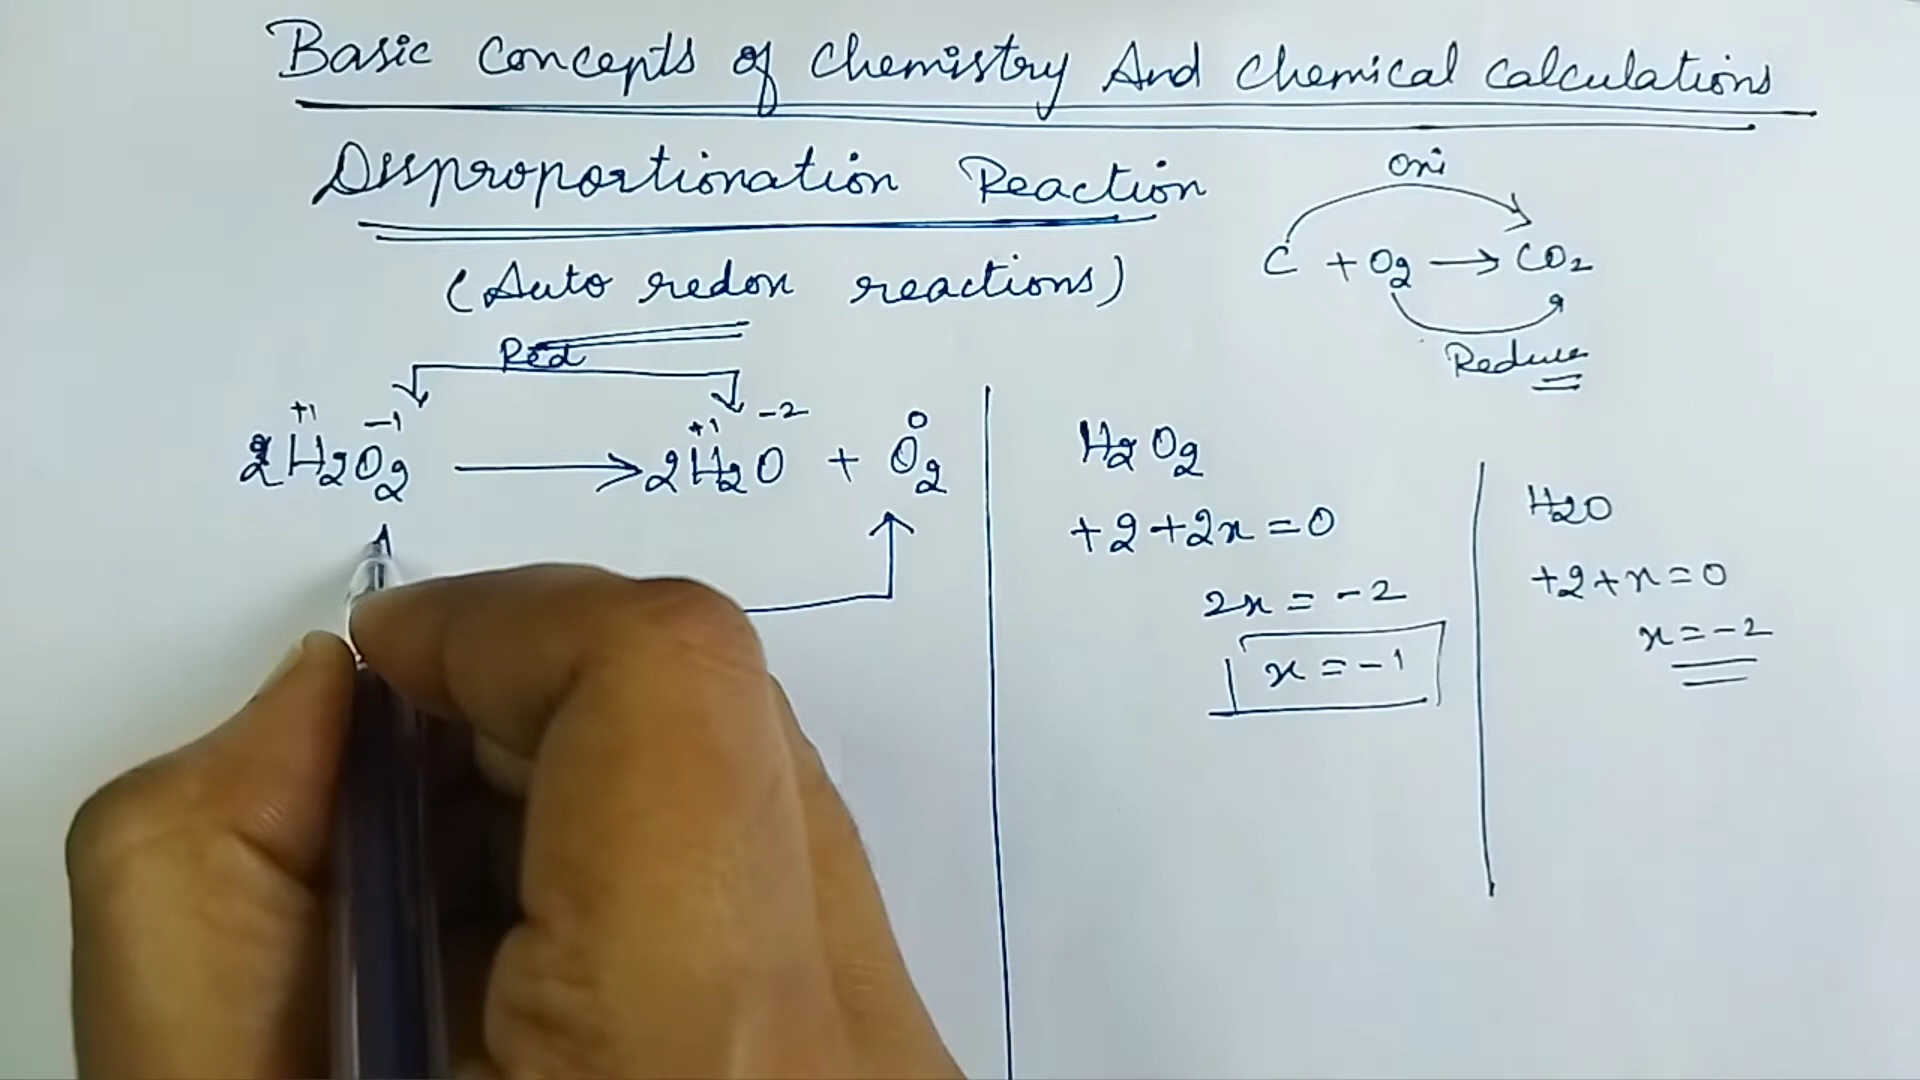 Basic Concepts of Chemistry And Chemical Calculations
Disproportionation Reaction
(Auto redox reactions)
Oxi
C + O₂ → CO₂
Reduce
Red
+1 -1 +1 -2 0
2H₂O₂ → 2H₂O + O₂
H₂O₂
+2+2x=0
2x = -2
x = -1
H₂O
+2+x=0
x = -2